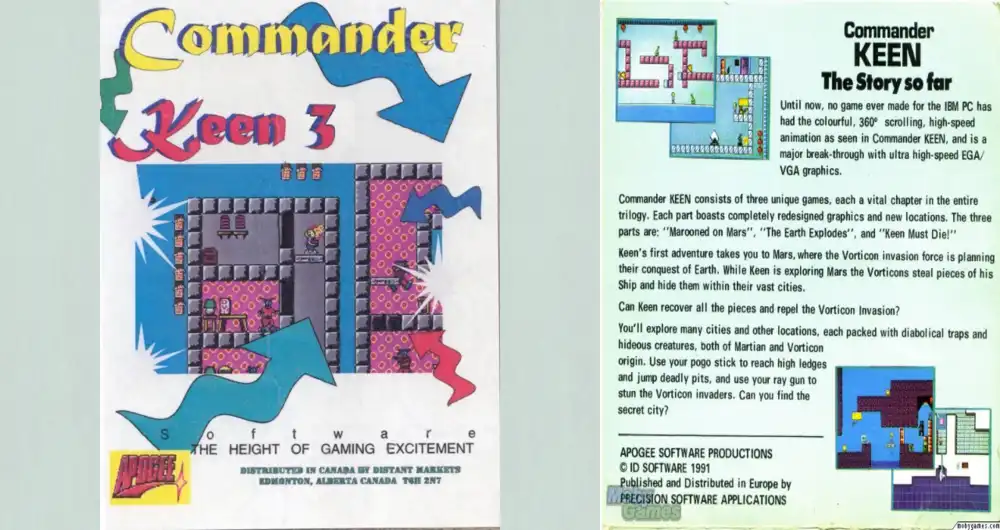 Commander
Keen 3
Software
THE HEIGHT OF GAMING EXCITEMENT
APOGEE
DISTRIBUTED IN CANADA BY DISTANT MARKETS
EDMONTON, ALBERTA CANADA T6H 2N7
Commander
KEEN
The Story so far
Until now, no game ever made for the IBM PC has
had the colourful, 360° scrolling, high-speed
animation as seen in Commander KEEN, and is a
major break-through with ultra high-speed EGA/
VGA graphics.
Commander KEEN consists of three unique games, each a vital chapter in the entire
trilogy. Each part boasts completely redesigned graphics and new locations. The three
parts are: "Marooned on Mars", "The Earth Explodes", and "Keen Must Die!"
Keen's first adventure takes you to Mars, where the Vorticon invasion force is planning
their conquest of Earth. While Keen is exploring Mars the Vorticons steal pieces of his
Ship and hide them within their vast cities.
Can Keen recover all the pieces and repel the Vorticon Invasion?
You'll explore many cities and other locations, each packed with diabolical traps and
hideous creatures, both of Martian and Vorticon
origin. Use your pogo stick to reach high ledges
and jump deadly pits, and use your ray gun to
stun the Vorticon invaders. Can you find the
secret city?
APOGEE SOFTWARE PRODUCTIONS
© ID SOFTWARE 1991
Published and Distributed in Europe by
PRECISION SOFTWARE APPLICATIONS
Moby
Games
mobygames.com